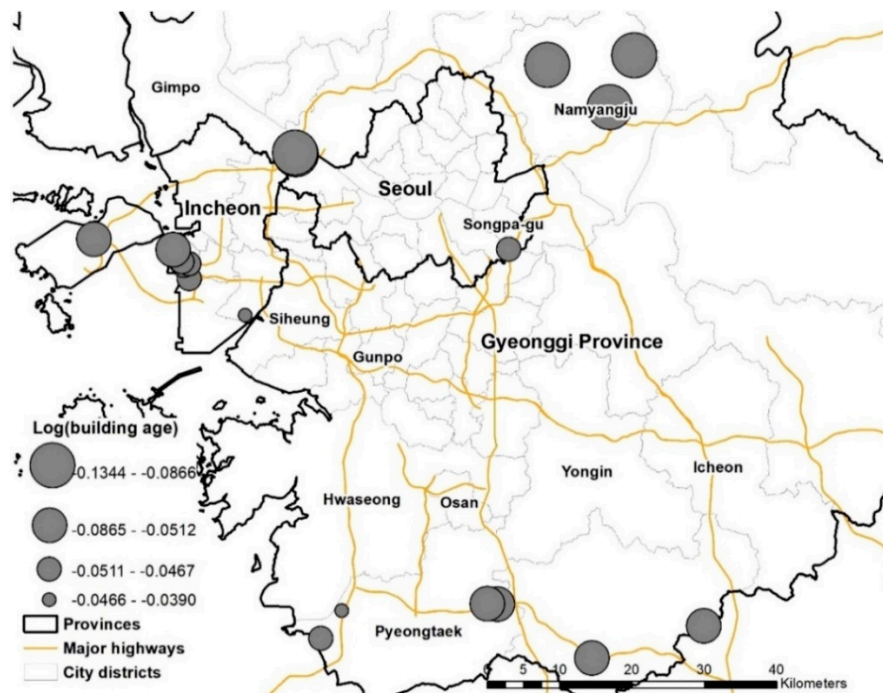 Gimpo
Namyangju
Seoul
Incheon
Songpa-gu
Siheung
Gyeonggi Province
Gunpo
Log(building age)
-0.1344 - -0.0866
-0.0865 - -0.0512
-0.0511 - -0.0467
-0.0466 - -0.0390
Provinces
Major highways
City districts
Yongin
Icheon
Hwaseong
Osan
Pyeongtaek
0 5 10 20 30 40
Kilometers